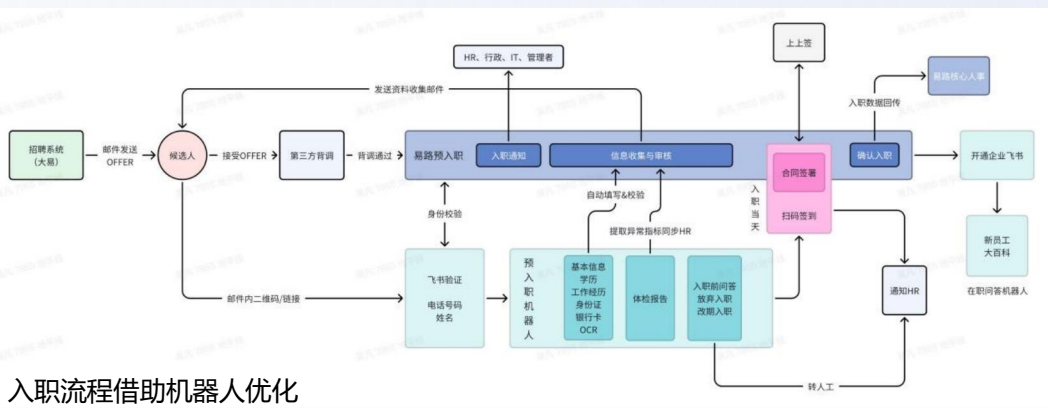 上上签
HR、行政、IT、管理者
发送资料收集邮件
易路核心人事
入职数据回传
招聘系统
（大易）
邮件发送
OFFER
候选人
接受OFFER
第三方背调
背调通过
易路预入职
入职通知
信息收集与审核
确认入职
开通企业飞书
合同签署
入职当天
扫码签到
自动填写&校验
身份校验
提取异常指标同步HR
新员工
大百科
在职问答机器人
飞书验证
电话号码
姓名
预入职机器人
基本信息
学历
工作经历
身份证
银行卡
OCR
体检报告
入职前问答
放弃入职
改期入职
通知HR
邮件内二维码/链接
转人工
入职流程借助机器人优化